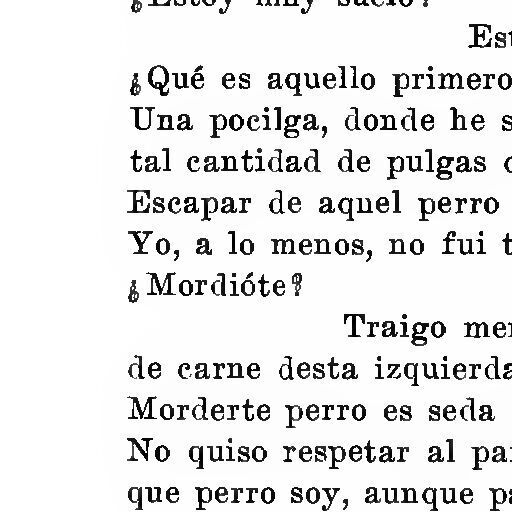 ¿Estoy muy sucio?
Est
¿Qué es aquello primero
Una pocilga, donde he s
tal cantidad de pulgas
Escapar de aquel perro
Yo, a lo menos, no fui t
¿Mordióte?
Traigo me
de carne desta izquierda
Morderte perro es seda
No quiso respetar al pa
que perro soy, aunque pa